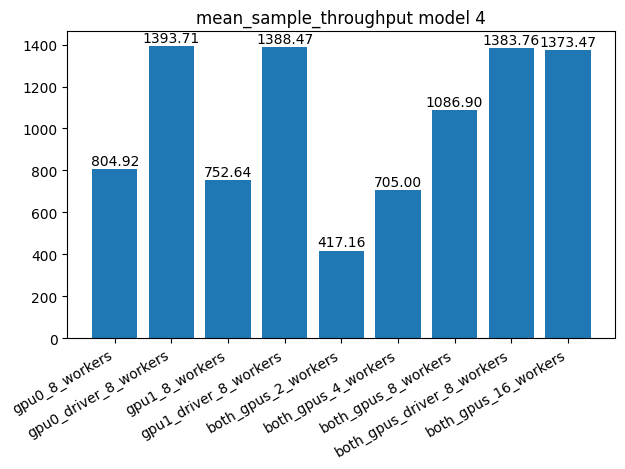 mean_sample_throughput model 4
1400
1200
1000
800
600
400
200
0
804.92
1393.71
752.64
1388.47
417.16
705.00
1086.90
1383.76
1373.47
gpu0_8_workers
gpu0_driver_8_workers
gpu1_8_workers
gpu1_driver_8_workers
both_gpus_2_workers
both_gpus_4_workers
both_gpus_8_workers
both_gpus_driver_8_workers
both_gpus_16_workers